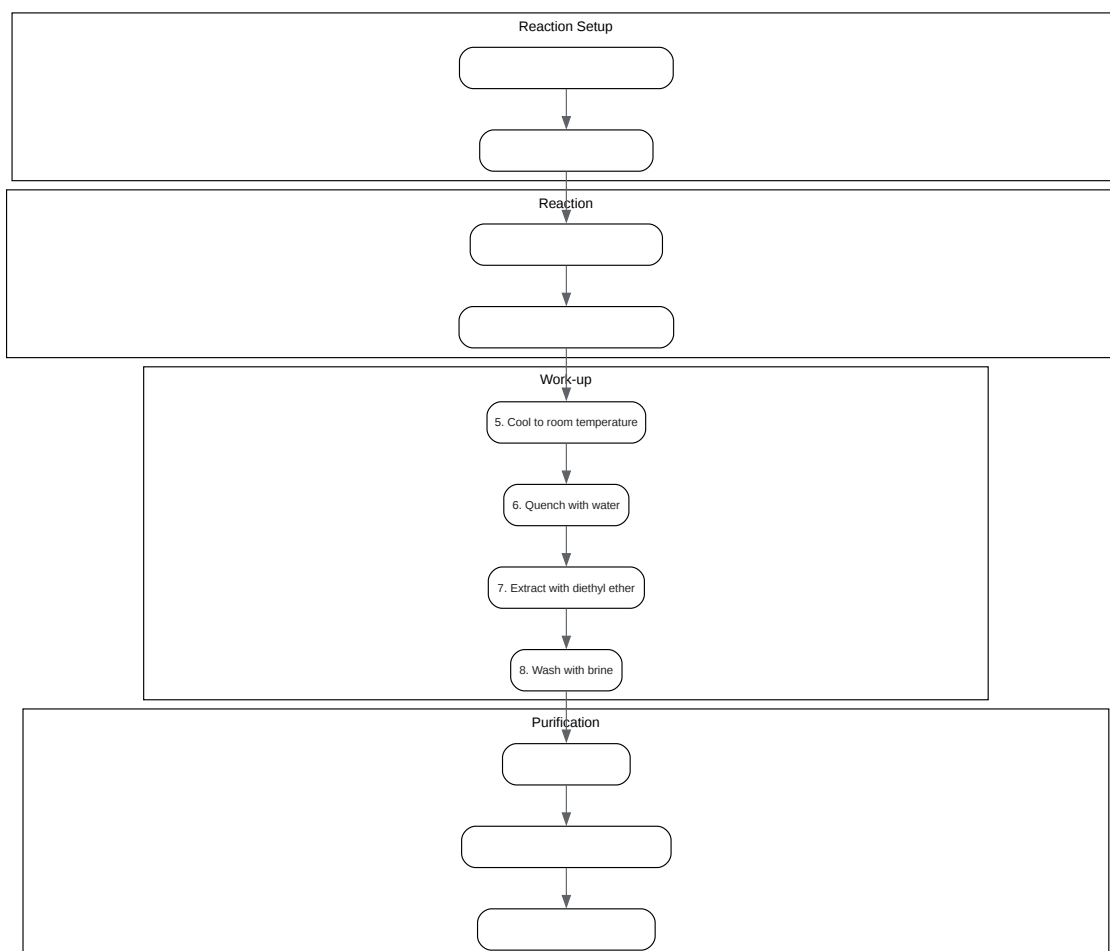 Reaction Setup
Reaction
Work-up
5. Cool to room temperature
6. Quench with water
7. Extract with diethyl ether
8. Wash with brine
Purification